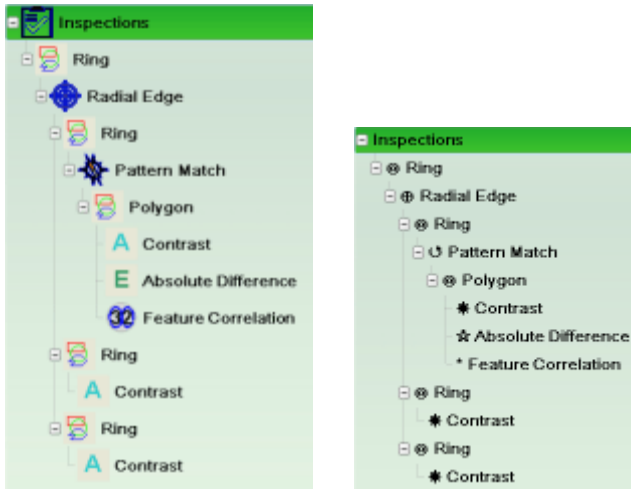 Inspections
Ring
Radial Edge
Ring
Pattern Match
Polygon
A Contrast
E Absolute Difference
32 Feature Correlation
Ring
A Contrast
Ring
A Contrast
Inspections
Ring
Radial Edge
Ring
Pattern Match
Polygon
Contrast
Absolute Difference
Feature Correlation
Ring
Contrast
Ring
Contrast